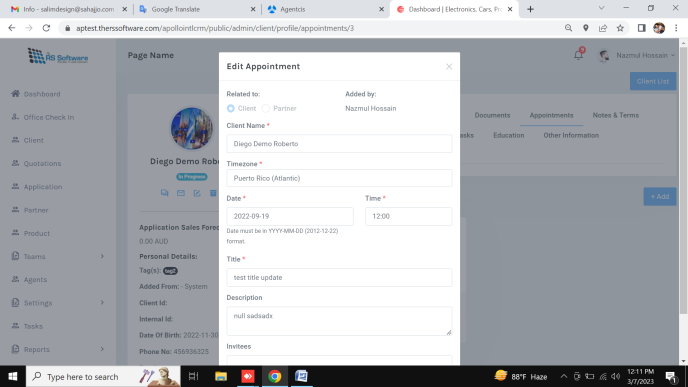 Info - salimdesign@sahajjo.com
Google Translate
Agentcis
Dashboard | Electronics, Cars, Pro
aptest.therssoftware.com/apollointlcrm/public/admin/client/profile/appointments/3
RS Software
Page Name
Nazmul Hossain
Client List
Dashboard
Office Check In
Client
Quotations
Application
Partner
Product
Teams
Agents
Settings
Tasks
Reports
Diego Demo Robe
In Progress
Application Sales Forec
0.00 AUD
Personal Details:
Tag(s): tag2
Added From: - System
Client Id:
Internal Id:
Date Of Birth: 2022-11-30
Phone No: 456936325
Edit Appointment
Related to:
Added by:
Client
Partner
Nazmul Hossain
Client Name *
Diego Demo Roberto
Timezone *
Puerto Rico (Atlantic)
Date *
Time *
2022-09-19
12:00
Date must be in YYYY-MM-DD (2012-12-22)
format.
Title *
test title update
Description
null sadsadx
Invitees
Documents
Appointments
Notes & Terms
sks
Education
Other Information
+ Add
Type here to search
88°F Haze
12:11 PM
3/7/2023